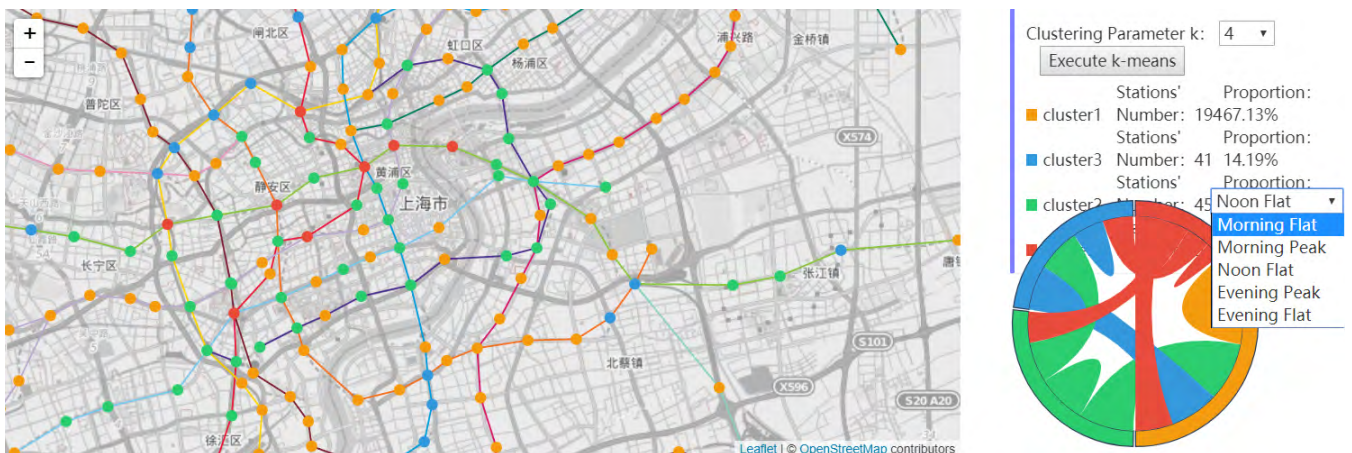 +
−
闸北区
虹口区
杨浦区
浦兴路
金桥镇
普陀区
X574
黄浦区
静安区
上海市
长宁区
张江镇
S101
北蔡镇
X596
S20 A20
徐汇区
Leaflet | © OpenStreetMap contributors
Clustering Parameter k: 4
Execute k-means
Stations' Proportion:
cluster1 Number: 194 67.13%
Stations' Proportion:
cluster3 Number: 41 14.19%
Stations' Proportion:
cluster2 Number: 45
Noon Flat
Morning Flat
Morning Peak
Noon Flat
Evening Peak
Evening Flat